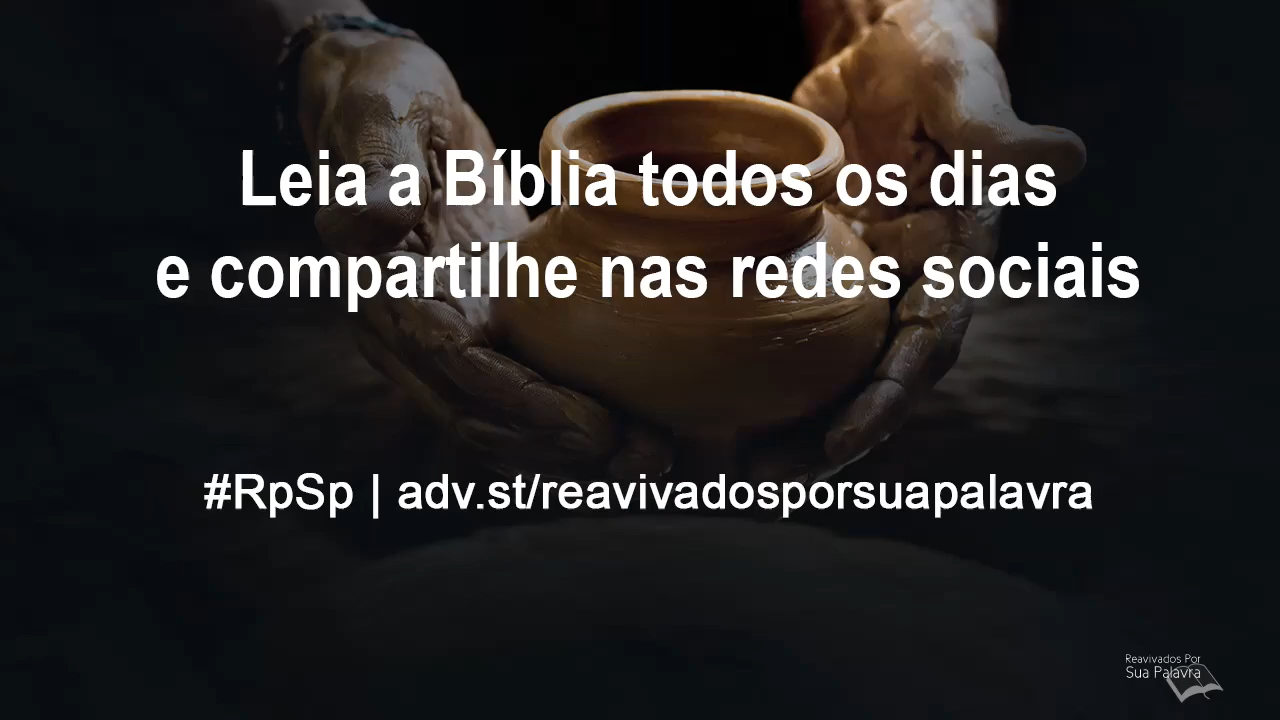 Leia a Bíblia todos os dias
e compartilhe nas redes sociais
#RpSp | adv.st/reavivadosporsuapalavra
Reavivados Por
Sua Palavra